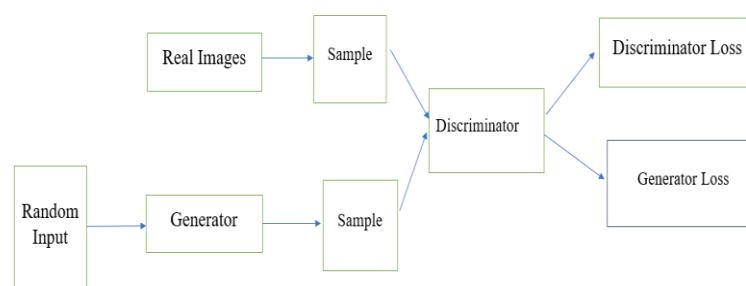 Real Images
Sample
Discriminator Loss
Discriminator
Generator Loss
Random
Input
Generator
Sample